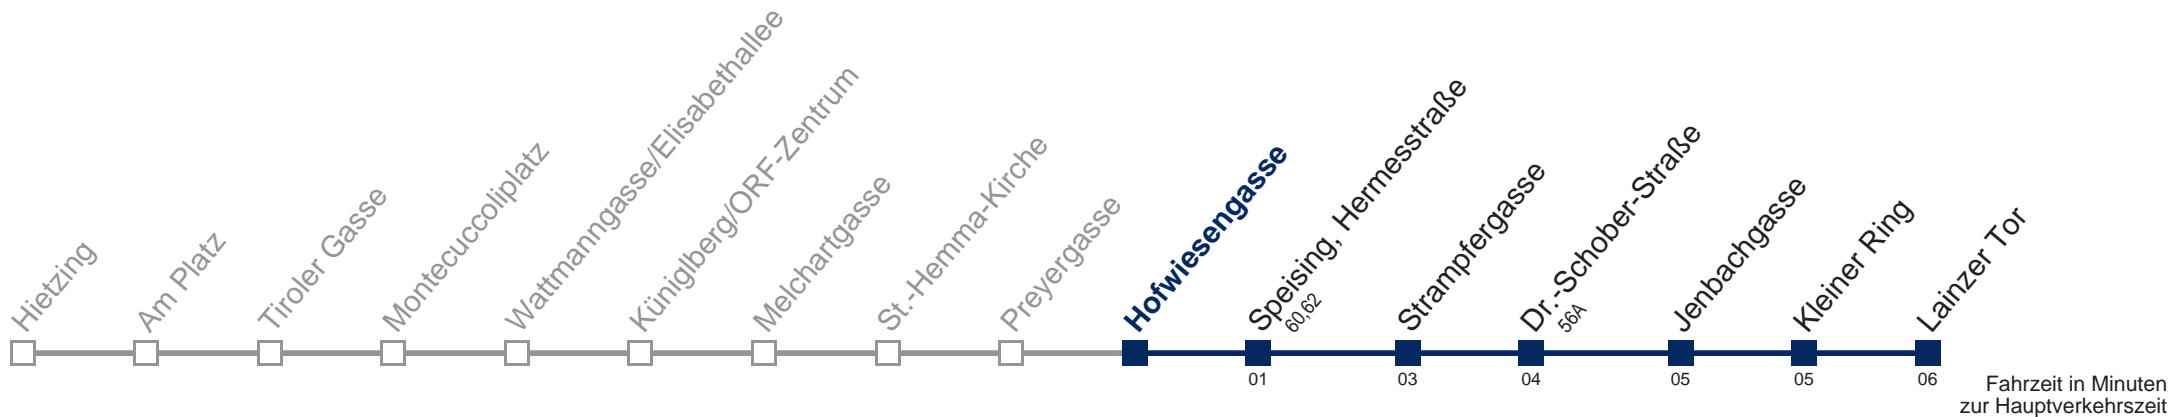 Hietzing
Am Platz
Tiroler Gasse
Montecuccoliplatz
Wattmanngasse/Elisabethallee
Küniglberg/ORF-Zentrum
Melchartgasse
St.-Hemma-Kirche
Preyergasse
Hofwiesengasse
Speising, Hermesstraße
60,62
Strampfergasse
Dr.-Schober-Straße
56A
Jenbachgasse
Kleiner Ring
Lainzer Tor
01
03
04
05
05
06
Fahrzeit in Minuten
zur Hauptverkehrszeit